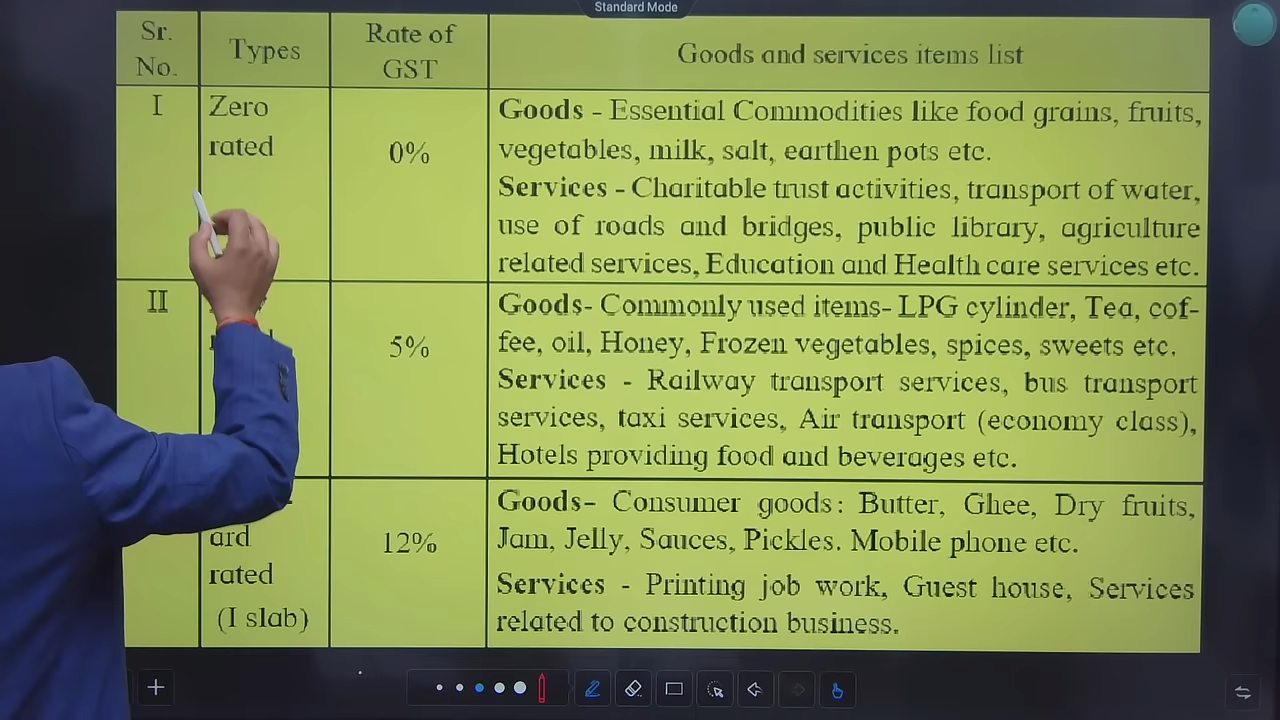 Standard Mode
Sr. No. Types Rate of GST Goods and services items list
I Zero rated 0%
Goods - Essential Commodities like food grains, fruits,
vegetables, milk, salt, earthen pots etc.
Services - Charitable trust activities, transport of water,
use of roads and bridges, public library, agriculture
related services, Education and Health care services etc.
II 5%
Goods- Commonly used items- LPG cylinder, Tea, cof-
fee, oil, Honey, Frozen vegetables, spices, sweets etc.
Services - Railway transport services, bus transport
services, taxi services, Air transport (economy class),
Hotels providing food and beverages etc.
ard
rated
(I slab)
12%
Goods- Consumer goods: Butter, Ghee, Dry fruits,
Jam, Jelly, Sauces, Pickles. Mobile phone etc.
Services - Printing job work, Guest house, Services
related to construction business.